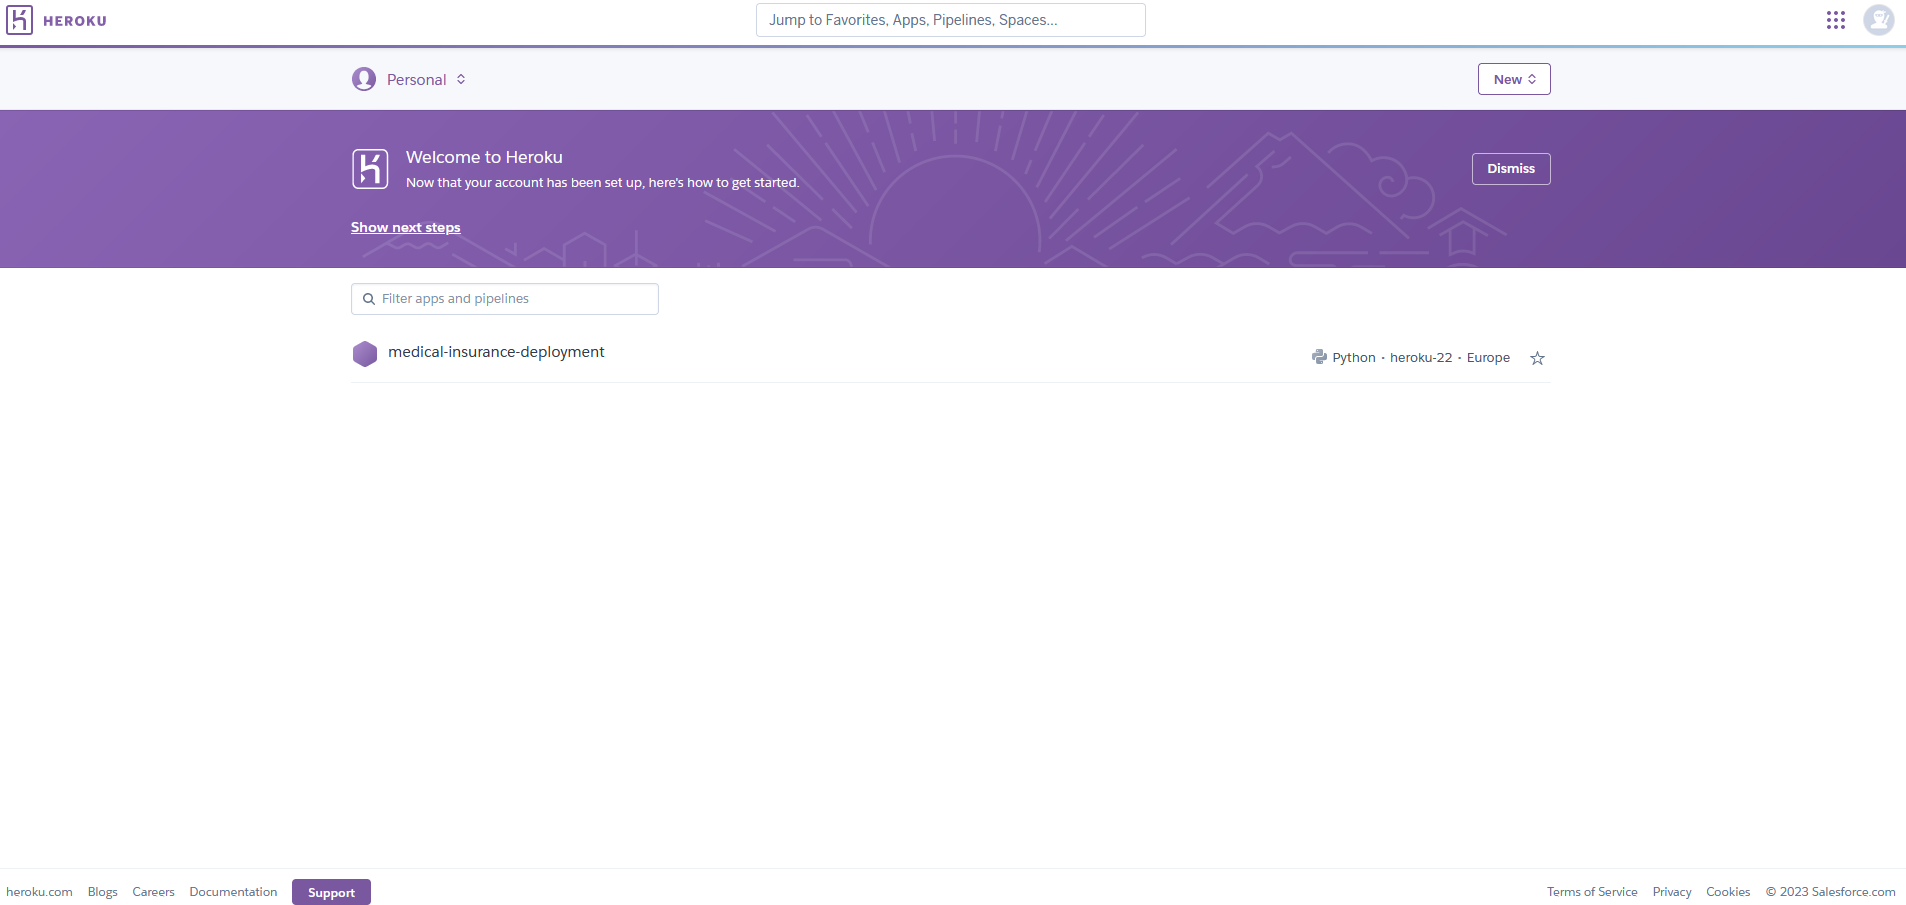 HEROKU
Jump to Favorites, Apps, Pipelines, Spaces...
Personal
New
Welcome to Heroku
Now that your account has been set up, here's how to get started.
Dismiss
Show next steps
Filter apps and pipelines
medical-insurance-deployment
Python · heroku-22 · Europe
heroku.com Blogs Careers Documentation Support Terms of Service Privacy Cookies © 2023 Salesforce.com